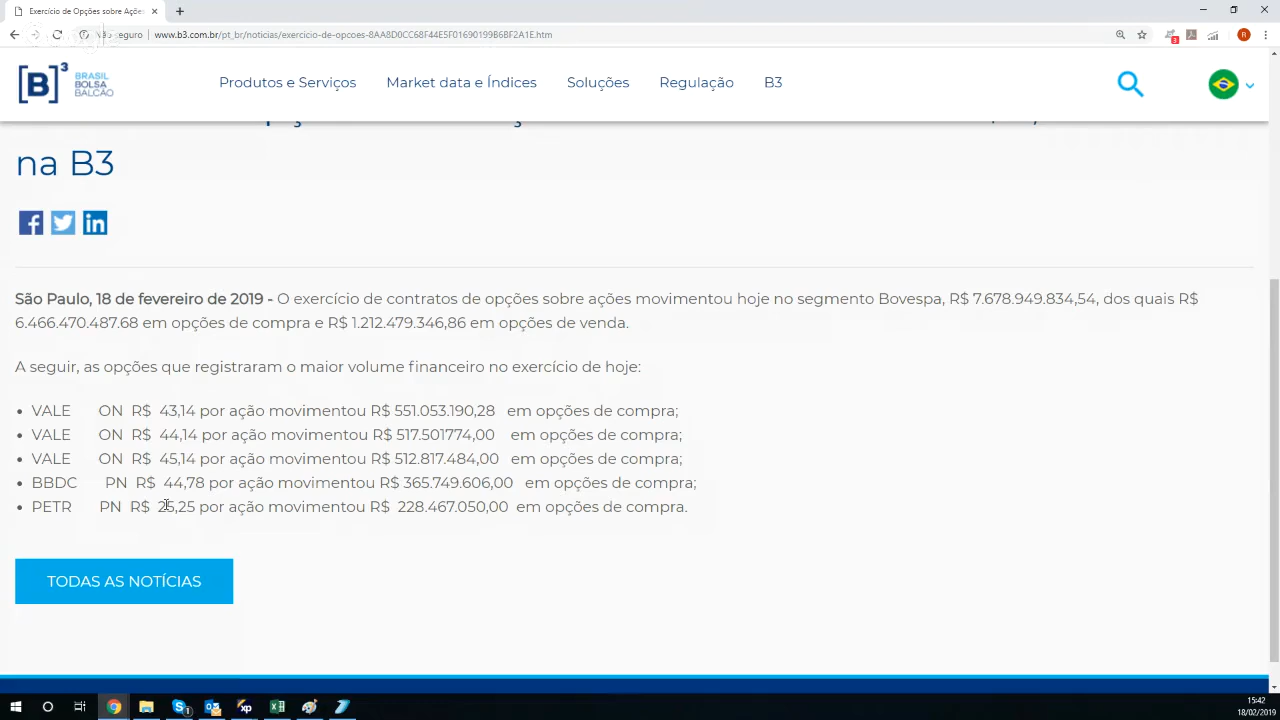 Exercício de Opções sobre Ações
seguro
www.b3.com.br/pt_br/noticias/exercicio-de-opcoes-8AA8D0CC68F44E5F01690199B6BF2A1E.htm
3
R
[B]3 BRASIL
BOLSA
BALCÃO
Produtos e Serviços
Market data e Índices
Soluções
Regulação
B3
na B3
São Paulo, 18 de fevereiro de 2019 - O exercício de contratos de opções sobre ações movimentou hoje no segmento Bovespa, R$ 7.678.949.834,54, dos quais R$
6.466.470.487.68 em opções de compra e R$ 1.212.479.346,86 em opções de venda.
A seguir, as opções que registraram o maior volume financeiro no exercício de hoje:
• VALE ON R$ 43,14 por ação movimentou R$ 551.053.190,28 em opções de compra;
• VALE ON R$ 44,14 por ação movimentou R$ 517.501774,00 em opções de compra;
• VALE ON R$ 45,14 por ação movimentou R$ 512.817.484,00 em opções de compra;
• BBDC PN R$ 44,78 por ação movimentou R$ 365.749.606,00 em opções de compra;
• PETR PN R$ 25,25 por ação movimentou R$ 228.467.050,00 em opções de compra.
TODAS AS NOTÍCIAS
15:42
18/02/2019